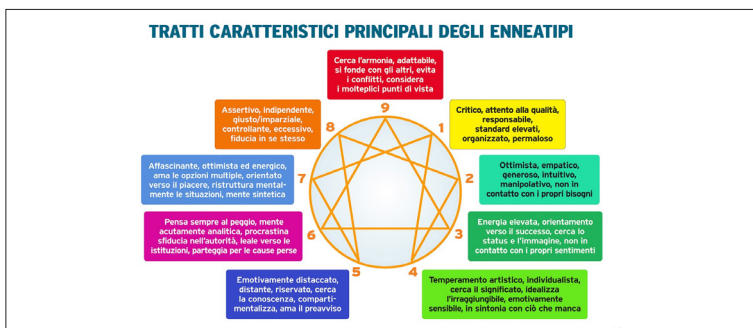 TRATTI CARATTERISTICI PRINCIPALI DEGLI ENNEATIPI
Cerca l'armonia, adattabile,
si fonde con gli altri, evita
i conflitti, considera
i molteplici punti di vista
9
Assertivo, indipendente,
giusto/imparziale,
controllante, eccessivo,
fiducia in se stesso
8
Critico, attento alla qualità,
responsabile,
standard elevati,
organizzato, permaloso
1
Affascinante, ottimista ed energico,
ama le opzioni multiple, orientato
verso il piacere, ristruttura mental-
mente le situazioni, mente sintetica
7
Ottimista, empatico,
generoso, intuitivo,
manipolativo, non in
contatto con i propri bisogni
2
Pensa sempre al peggio, mente
acutamente analitica, procrastina
sfiducia nell'autorità, leale verso le
istituzioni, parteggia per le cause perse
6
Energia elevata, orientamento
verso il successo, cerca lo
status e l'immagine, non in
contatto con i propri sentimenti
3
Emotivamente distaccato,
distante, riservato, cerca
la conoscenza, comparti-
mentalizza, ama il preavviso
5
Temperamento artistico, individualista,
cerca il significato, idealizza
l'irraggiungibile, emotivamente
sensibile, in sintonia con ciò che manca
4